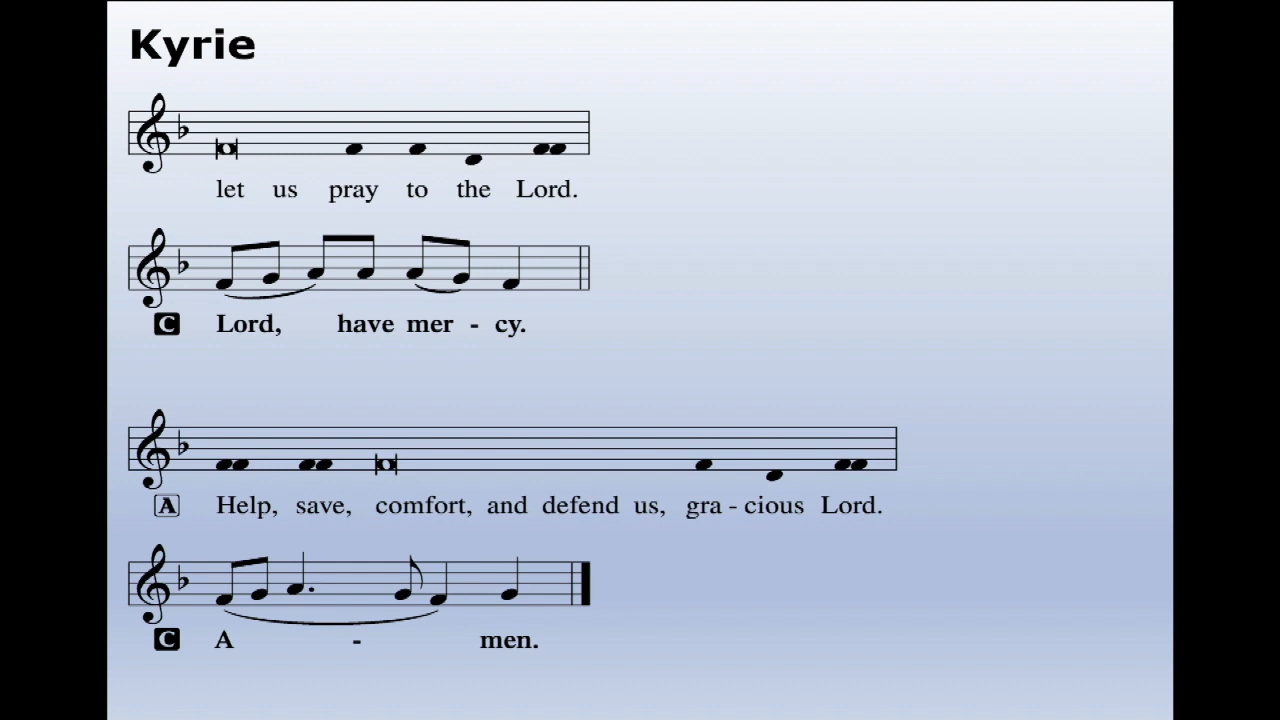 Kyrie
let us pray to the Lord.
C Lord, have mer - cy.
A Help, save, comfort, and defend us, gra - cious Lord.
C A - men.